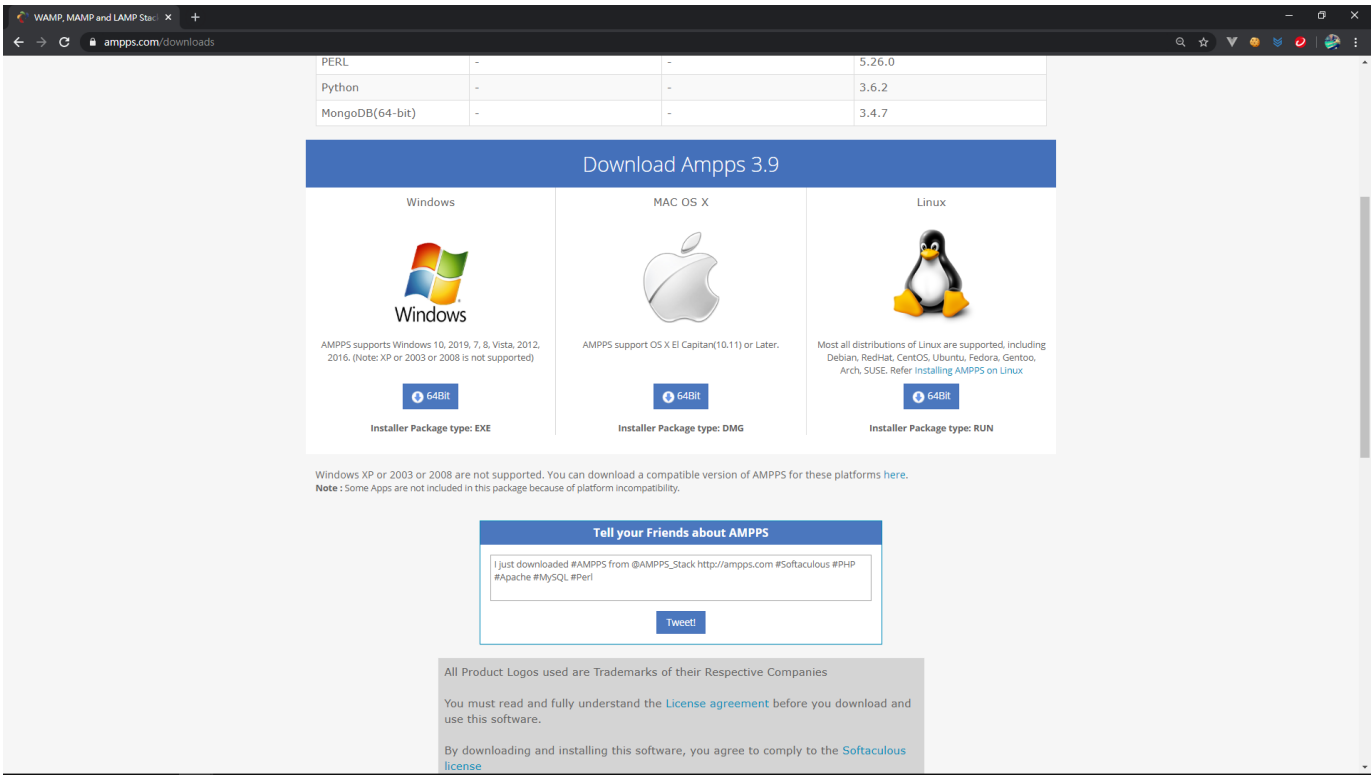 WAMP, MAMP and LAMP Stac
ampps.com/downloads
PERL - - 5.26.0
Python - - 3.6.2
MongoDB(64-bit) - - 3.4.7
Download Ampps 3.9
Windows
Windows
AMPPS supports Windows 10, 2019, 7, 8, Vista, 2012,
2016. (Note: XP or 2003 or 2008 is not supported)
64Bit
Installer Package type: EXE
MAC OS X
AMPPS support OS X El Capitan(10.11) or Later.
64Bit
Installer Package type: DMG
Linux
Most all distributions of Linux are supported, including
Debian, RedHat, CentOS, Ubuntu, Fedora, Gentoo,
Arch, SUSE. Refer Installing AMPPS on Linux
64Bit
Installer Package type: RUN
Windows XP or 2003 or 2008 are not supported. You can download a compatible version of AMPPS for these platforms here.
Note : Some Apps are not included in this package because of platform incompatibility.
Tell your Friends about AMPPS
I just downloaded #AMPPS from @AMPPS_Stack http://ampps.com #Softaculous #PHP
#Apache #MySQL #Perl
Tweet!
All Product Logos used are Trademarks of their Respective Companies
You must read and fully understand the License agreement before you download and
use this software.
By downloading and installing this software, you agree to comply to the Softaculous
license